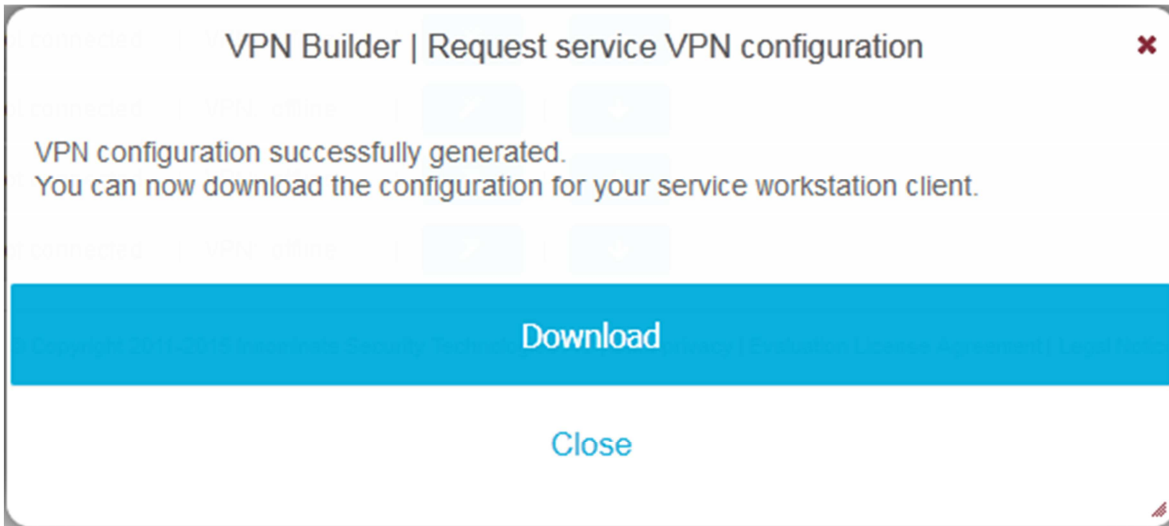 VPN Builder | Request service VPN configuration
VPN configuration successfully generated.
You can now download the configuration for your service workstation client.
Download
Close